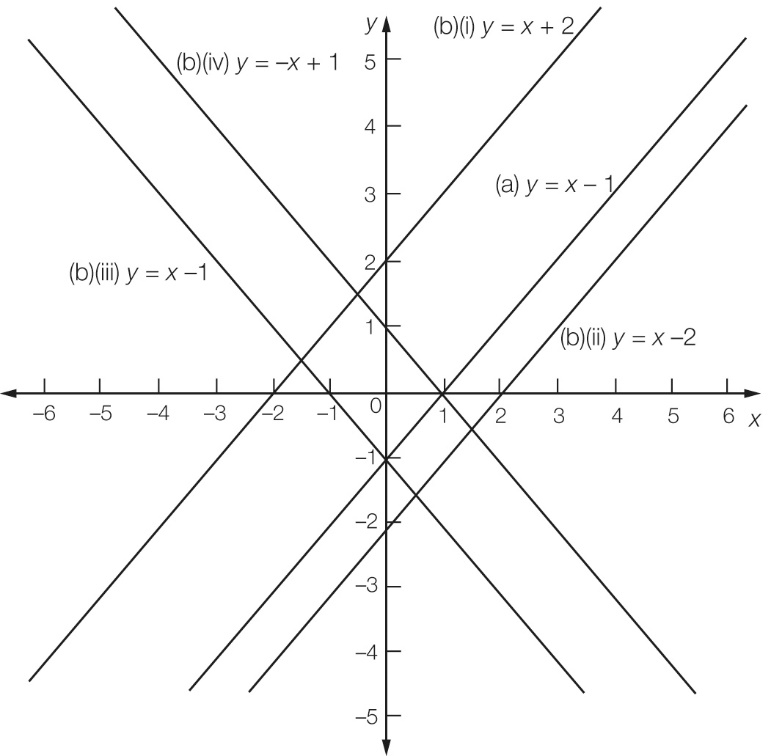 y
(b)(i) y = x + 2
(b)(iv) y = –x + 1
5
4
3
(a) y = x – 1
2
(b)(iii) y = x –1
1
(b)(ii) y = x –2
–6 –5 –4 –3 –2 –1 0 1 2 3 4 5 6 x
–1
–2
–3
–4
–5